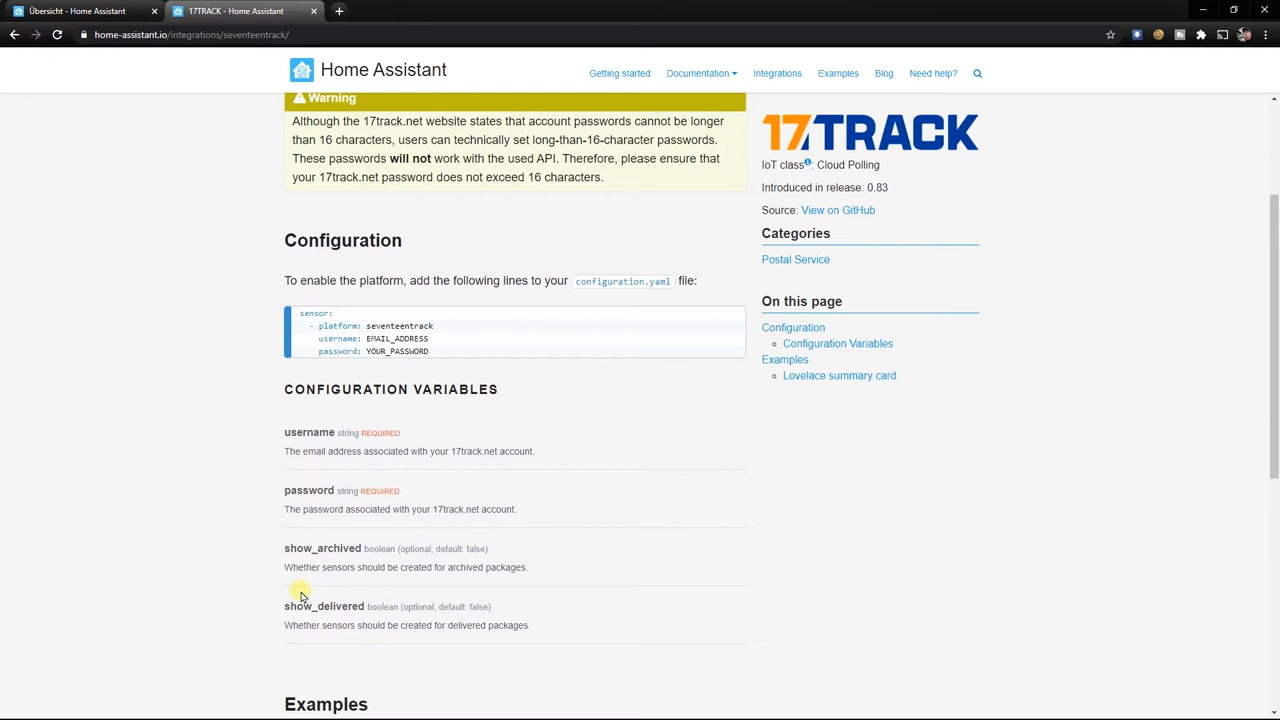 Übersicht - Home Assistant
17TRACK - Home Assistant
home-assistant.io/integrations/seventeentrack/
Home Assistant
Getting started
Documentation
Integrations
Examples
Blog
Need help?
Warning
Although the 17track.net website states that account passwords cannot be longer
than 16 characters, users can technically set long-than-16-character passwords.
These passwords will not work with the used API. Therefore, please ensure that
your 17track.net password does not exceed 16 characters.
Configuration
To enable the platform, add the following lines to your configuration.yaml file:
sensor:
- platform: seventeentrack
username: EMAIL_ADDRESS
password: YOUR_PASSWORD
CONFIGURATION VARIABLES
username string REQUIRED
The email address associated with your 17track.net account.
password string REQUIRED
The password associated with your 17track.net account.
show_archived boolean (optional, default: false)
Whether sensors should be created for archived packages.
show_delivered boolean (optional, default: false)
Whether sensors should be created for delivered packages.
Examples
17TRACK
IoT class: Cloud Polling
Introduced in release: 0.83
Source: View on GitHub
Categories
Postal Service
On this page
Configuration
Configuration Variables
Examples
Lovelace summary card